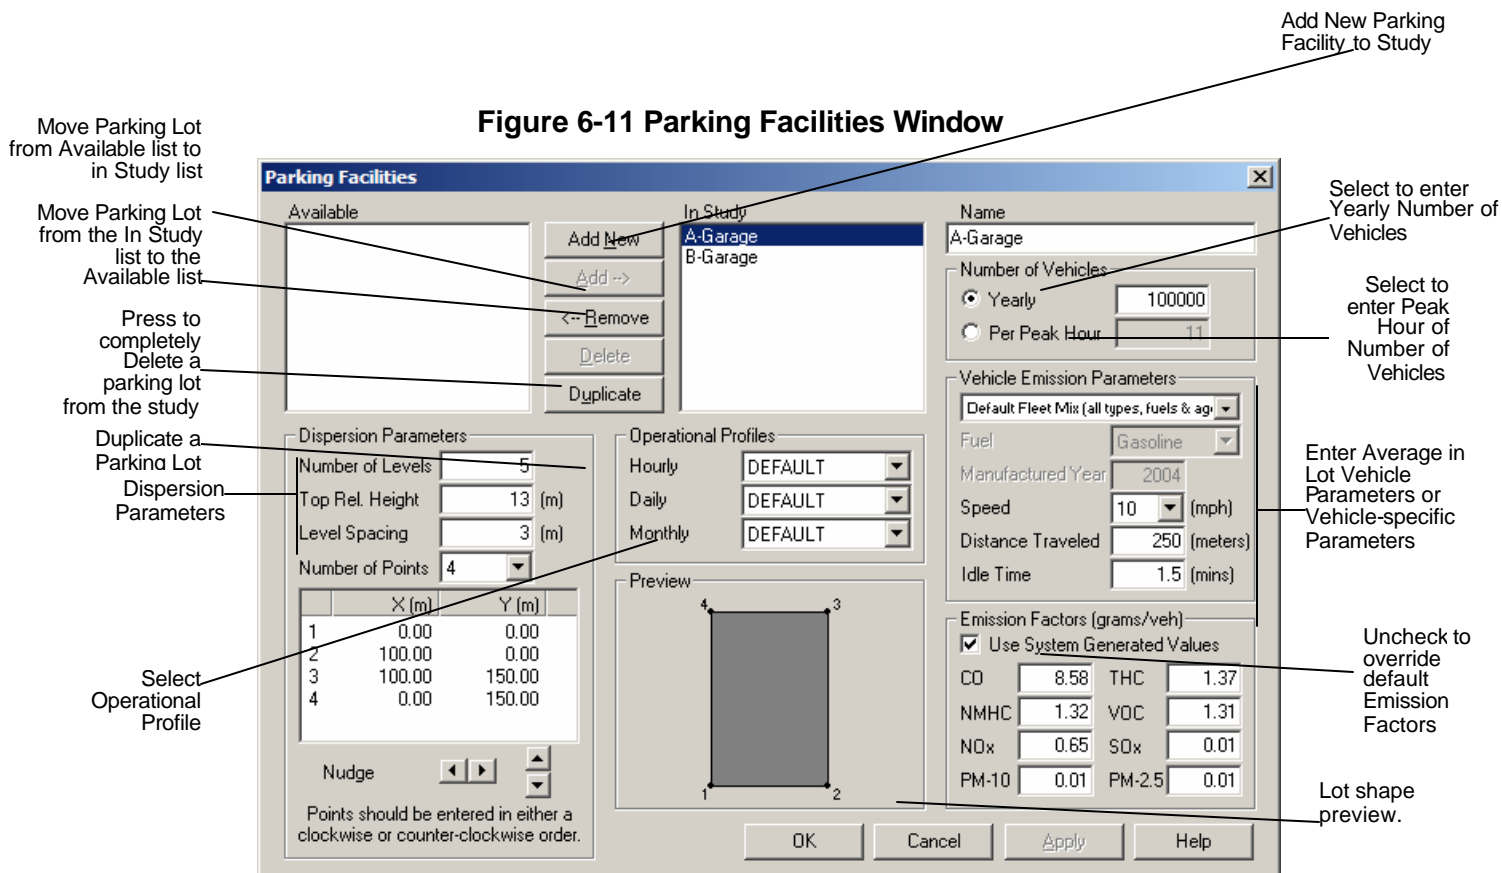 Add New Parking
Facility to Study
Figure 6-11 Parking Facilities Window
Move Parking Lot
from Available list to
in Study list
Move Parking Lot
from the In Study
list to the
Available list
Press to
completely
Delete a
parking lot
from the study
Duplicate a
Parking Lot
Dispersion
Parameters
Select
Operational
Profile
Parking Facilities
Available
Add New
Add -->
<-- Remove
Delete
Duplicate
In Study
A-Garage
B-Garage
Name
A-Garage
Number of Vehicles
Yearly 100000
Per Peak Hour 11
Vehicle Emission Parameters
Default Fleet Mix (all types, fuels & age
Fuel Gasoline
Manufactured Year 2004
Speed 10 (mph)
Distance Traveled 250 (meters)
Idle Time 1.5 (mins)
Emission Factors (grams/veh)
Use System Generated Values
CO 8.58 THC 1.37
NMHC 1.32 VOC 1.31
NOx 0.65 SOx 0.01
PM-10 0.01 PM-2.5 0.01
Dispersion Parameters
Number of Levels 5
Top Rel. Height 13 (m)
Level Spacing 3 (m)
Number of Points 4
X (m) Y (m)
1 0.00 0.00
2 100.00 0.00
3 100.00 150.00
4 0.00 150.00
Nudge
Points should be entered in either a
clockwise or counter-clockwise order.
Operational Profiles
Hourly DEFAULT
Daily DEFAULT
Monthly DEFAULT
Preview
4 3
1 2
OK Cancel Apply Help
Select to enter
Yearly Number of
Vehicles
Select to
enter Peak
Hour of
Number of
Vehicles
Enter Average in
Lot Vehicle
Parameters or
Vehicle-specific
Parameters
Uncheck to
override
default
Emission
Factors
Lot shape
preview.